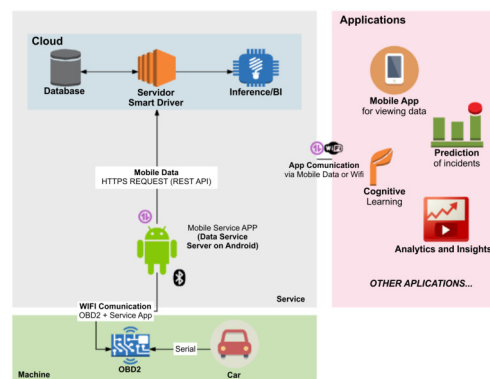 Cloud
Database
Servidor
Smart Driver
Inference/BI
Mobile Data
HTTPS REQUEST (REST API)
Mobile Service APP
(Data Service
Server on Android)
WIFI Comunication
OBD2 + Service App
Service
Serial
OBD2
Car
Machine
WiFi
App Comunication
via Mobile Data or Wifi
Applications
Mobile App
for viewing data
Prediction
of incidents
Cognitive
Learning
Analytics and Insights
OTHER APLICATIONS...